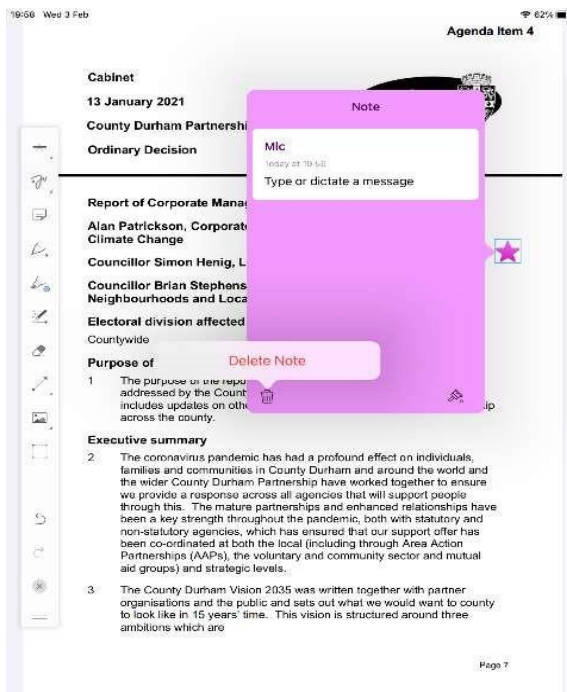 19:56 Wed 3 Feb
62%
Agenda Item 4
Cabinet
13 January 2021
County Durham Partnershi
Ordinary Decision
Note
Mic
Today at 19:56
Type or dictate a message
Report of Corporate Manag
Alan Patrickson, Corporat
Climate Change
Councillor Simon Henig, L
Councillor Brian Stephens
Neighbourhoods and Loca
Electoral division affected
Countywide
Delete Note
Purpose of
1 The purpose of the repo
addressed by the Count
includes updates on oth
ip
across the county.
Executive summary
2 The coronavirus pandemic has had a profound effect on individuals,
families and communities in County Durham and around the world and
the wider County Durham Partnership have worked together to ensure
we provide a response across all agencies that will support people
through this. The mature partnerships and enhanced relationships have
been a key strength throughout the pandemic, both with statutory and
non-statutory agencies, which has ensured that our support offer has
been co-ordinated at both the local (including through Area Action
Partnerships (AAPs), the voluntary and community sector and mutual
aid groups) and strategic levels.
3 The County Durham Vision 2035 was written together with partner
organisations and the public and sets out what we would want to county
to look like in 15 years' time. This vision is structured around three
ambitions which are
Page 7